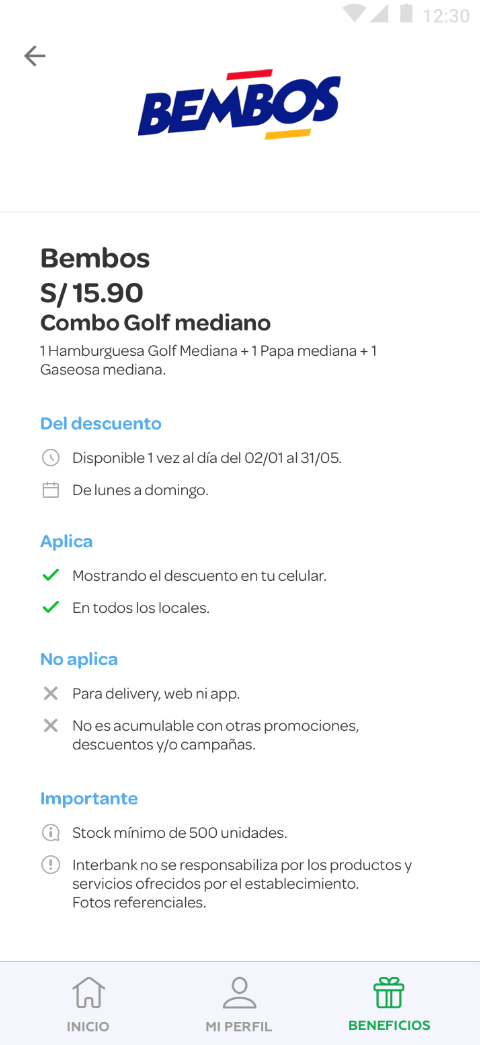 12:30
BEMBOS
Bembos
S/ 15.90
Combo Golf mediano
1 Hamburguesa Golf Mediana + 1 Papa mediana + 1
Gaseosa mediana.
Del descuento
Disponible 1 vez al día del 02/01 al 31/05.
De lunes a domingo.
Aplica
Mostrando el descuento en tu celular.
En todos los locales.
No aplica
Para delivery, web ni app.
No es acumulable con otras promociones,
descuentos y/o campañas.
Importante
Stock mínimo de 500 unidades.
Interbank no se responsabiliza por los productos y
servicios ofrecidos por el establecimiento.
Fotos referenciales.
INICIO
MI PERFIL
BENEFICIOS